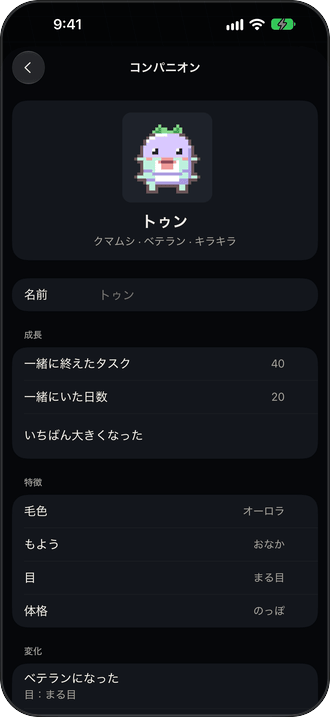 9:41
コンパニオン
トゥン
クマムシ · ベテラン · キラキラ
名前 トゥン
成長
一緒に終えたタスク 40
一緒にいた日数 20
いちばん大きくなった
特徴
毛色 オーロラ
もよう おなか
目 まる目
体格 のっぽ
変化
ベテランになった
目：まる目